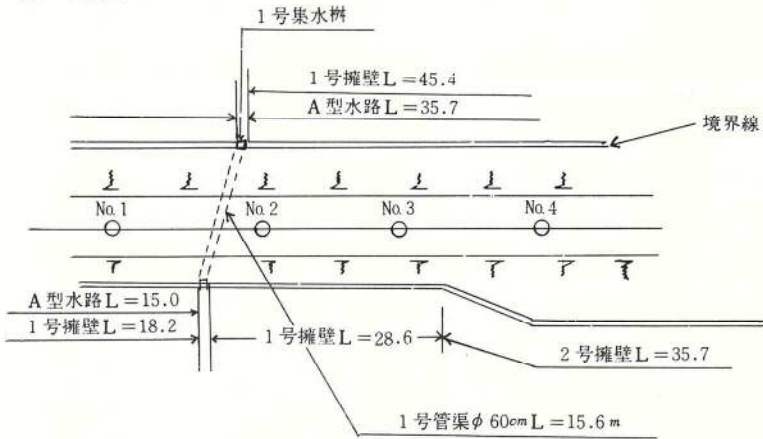 1号集水桝
1号擁壁L=45.4
A型水路L=35.7
境界線
No.1
No.2
No.3
No.4
A型水路L=15.0
1号擁壁L=18.2
1号擁壁L=28.6
2号擁壁L=35.7
1号管渠φ60cmL=15.6m